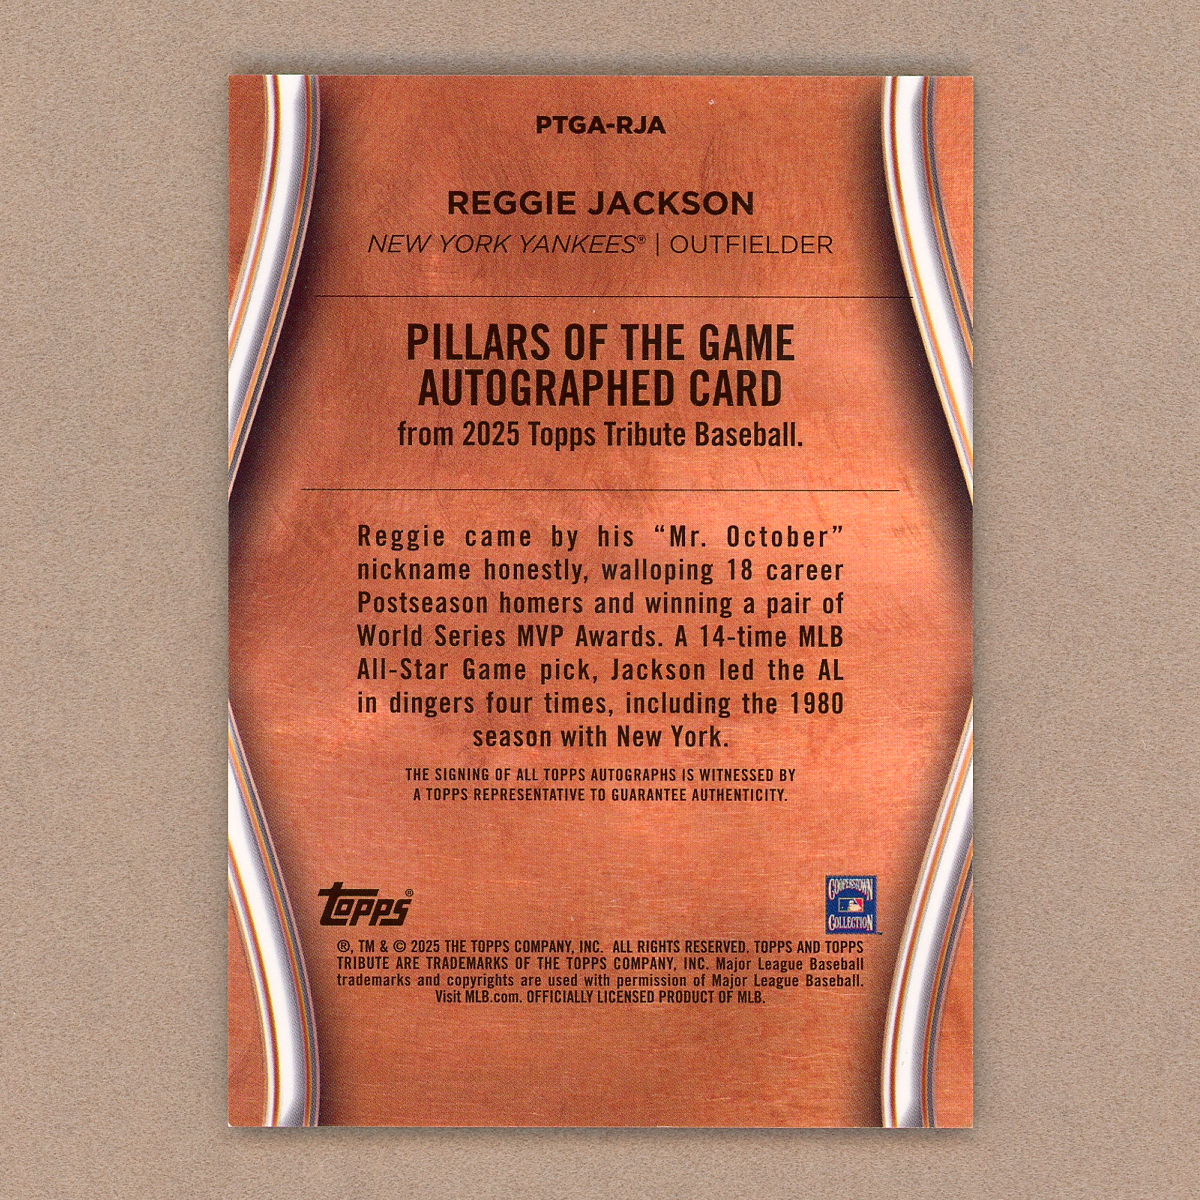 PTGA-RJA
REGGIE JACKSON
NEW YORK YANKEES® | OUTFIELDER
PILLARS OF THE GAME
AUTOGRAPHED CARD
from 2025 Topps Tribute Baseball.
Reggie came by his “Mr. October”
nickname honestly, walloping 18 career
Postseason homers and winning a pair of
World Series MVP Awards. A 14-time MLB
All-Star Game pick, Jackson led the AL
in dingers four times, including the 1980
season with New York.
THE SIGNING OF ALL TOPPS AUTOGRAPHS IS WITNESSED BY
A TOPPS REPRESENTATIVE TO GUARANTEE AUTHENTICITY.
Topps®
COOPERSTOWN
COLLECTION
®, TM & © 2025 THE TOPPS COMPANY, INC. ALL RIGHTS RESERVED. TOPPS AND TOPPS
TRIBUTE ARE TRADEMARKS OF THE TOPPS COMPANY, INC. Major League Baseball
trademarks and copyrights are used with permission of Major League Baseball.
Visit MLB.com. OFFICIALLY LICENSED PRODUCT OF MLB.